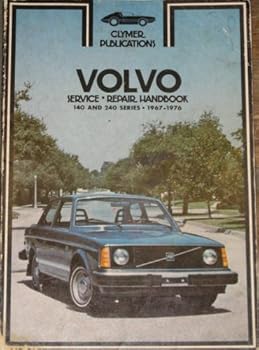 CLYMER
PUBLICATIONS
VOLVO
SERVICE • REPAIR HANDBOOK
140 AND 240 SERIES • 1967-1976